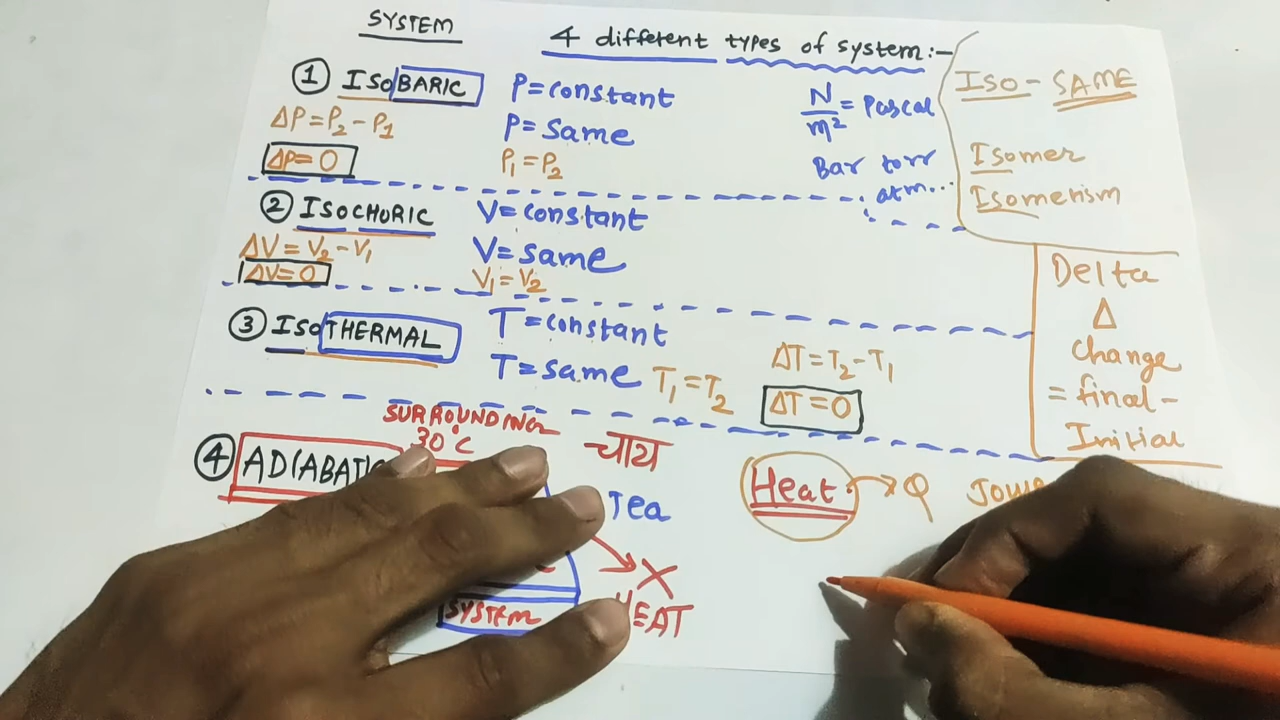 SYSTEM
4 different types of system:-
① ISOBARIC
P=constant
N/m² = Pascal
ΔP=P₂-P₁
P=Same
ΔP=0
P₁=P₂
Bar torr
atm...
ISO-SAME
Isomer
Isomerism
② ISOCHORIC
V=constant
ΔV=V₂-V₁
V=same
ΔV=0
V₁=V₂
③ ISOTHERMAL
T=constant
T=same T₁=T₂
ΔT=T₂-T₁
ΔT=0
Delta
Δ
change
=final-
Initial
SURROUNDING
30°C
④
चाय
Tea
Heat. → Q
X
HEAT
SYSTEM